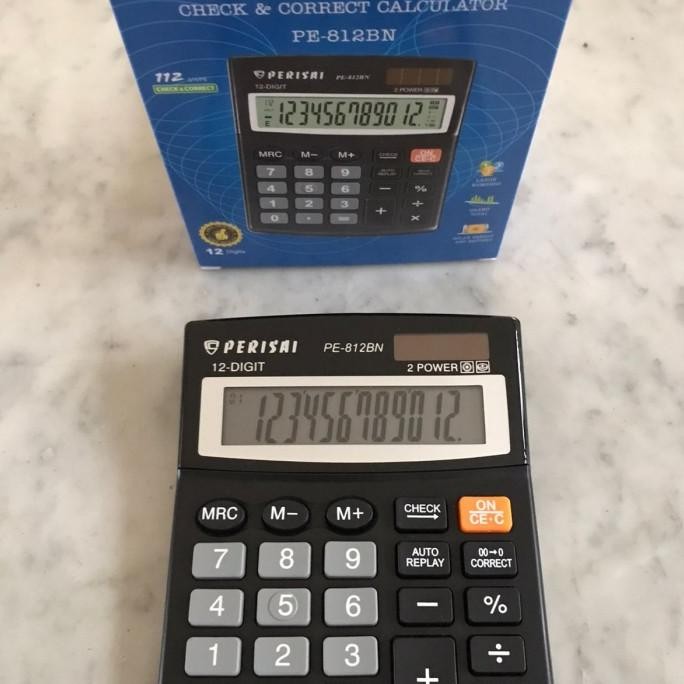 CHECK & CORRECT CALCULATOR
PE-812BN
112 STEPS
CHECK & CORRECT
PERISAI PE-812BN
12-DIGIT
2 POWER
123456789012.
MRC M− M+ CHECK ON CE·C
7 8 9 AUTO REPLAY
4 5 6 − %
1 2 3 + ÷
0 · ×
12 Digits
PERISAI PE-812BN
12-DIGIT
2 POWER
123456789012.
MRC M− M+ CHECK ON CE·C
7 8 9 AUTO REPLAY 00→0 CORRECT
4 5 6 − %
1 2 3 + ÷